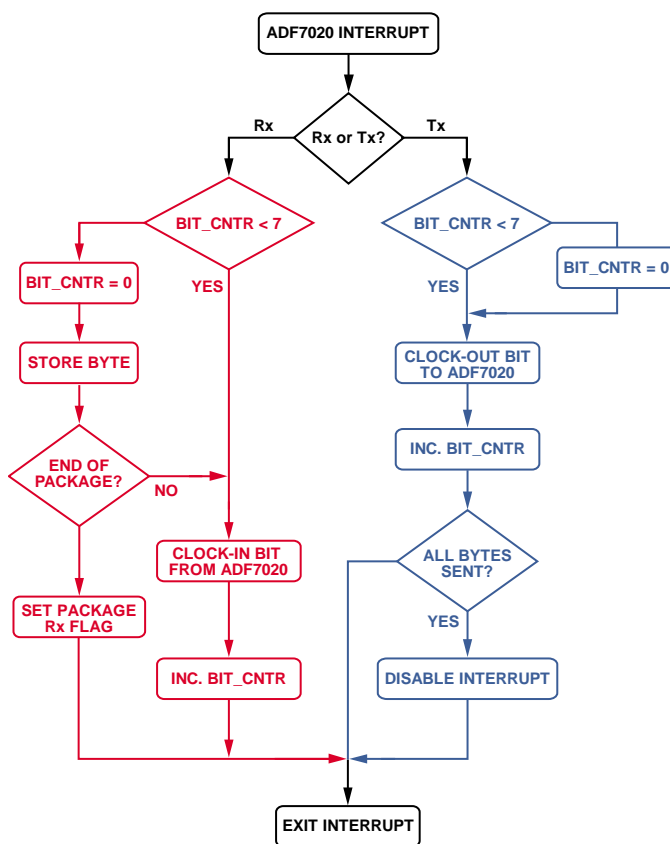 ADF7020 INTERRUPT
Rx
Rx or Tx?
Tx
BIT_CNTR < 7
BIT_CNTR < 7
BIT_CNTR = 0
YES
YES
BIT_CNTR = 0
STORE BYTE
CLOCK-OUT BIT
TO ADF7020
END OF
PACKAGE?
NO
INC. BIT_CNTR
CLOCK-IN BIT
FROM ADF7020
ALL BYTES
SENT?
SET PACKAGE
Rx FLAG
YES
INC. BIT_CNTR
DISABLE INTERRUPT
EXIT INTERRUPT